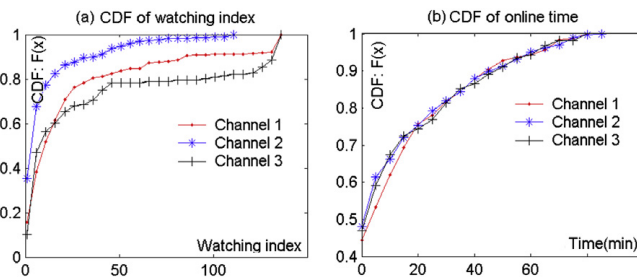 (a) CDF of watching index
1
0.8
0.6
0.4
0.2
0
CDF: F(x)
Channel 1
Channel 2
Channel 3
Watching index
0
50
100
(b) CDF of online time
1
0.9
0.8
0.7
0.6
0.5
0.4
CDF: F(x)
Channel 1
Channel 2
Channel 3
Time(min)
0
20
40
60